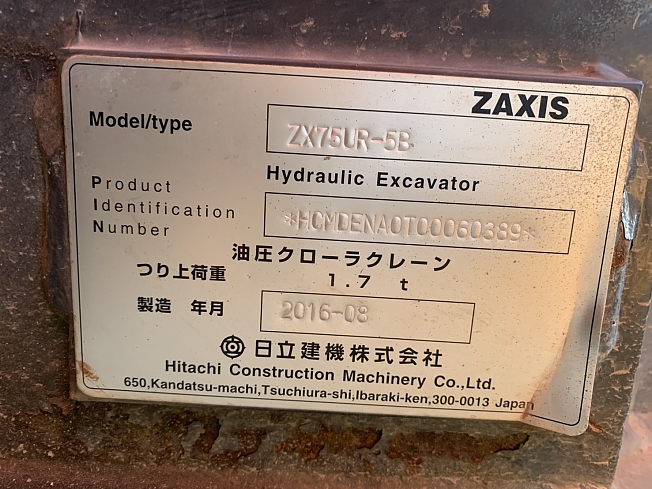 ZAXIS
Model/type ZX75UR-5B
Hydraulic Excavator
Product
Identification
Number
*HCMDENA0T00060389*
油圧クローラクレーン
つり上荷重 1.7 t
製造 年月 2016-08
日立建機株式会社
Hitachi Construction Machinery Co.,Ltd.
650,Kandatsu-machi,Tsuchiura-shi,Ibaraki-ken,300-0013 Japan